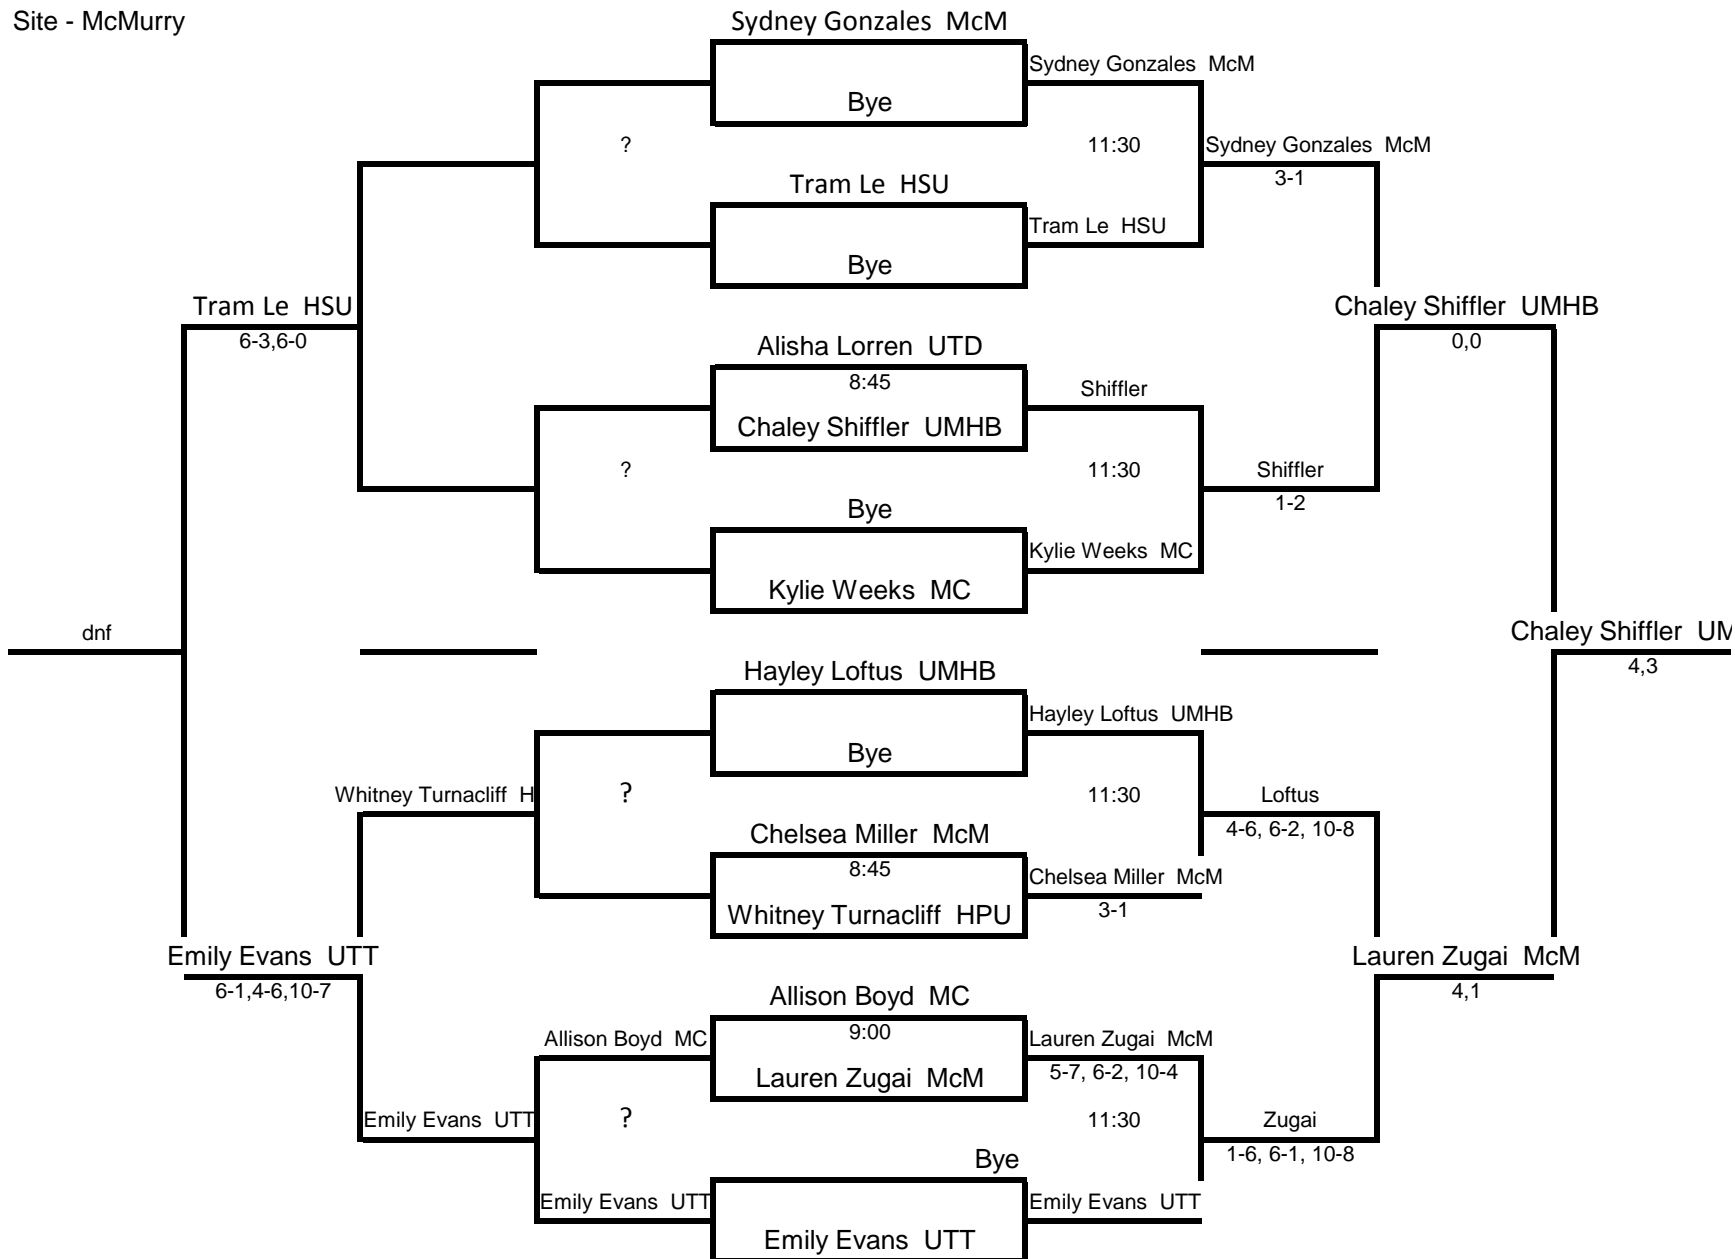 Site - McMurry
Sydney Gonzales McM
Sydney Gonzales McM
Bye
?
11:30
Sydney Gonzales McM
3-1
Tram Le HSU
Tram Le HSU
Bye
Tram Le HSU
6-3,6-0
Chaley Shiffler UMHB
0,0
Alisha Lorren UTD
8:45
Shiffler
Chaley Shiffler UMHB
?
11:30
Shiffler
1-2
Bye
Kylie Weeks MC
Kylie Weeks MC
dnf
Chaley Shiffler UM
4,3
Hayley Loftus UMHB
Hayley Loftus UMHB
Bye
Whitney Turnacliff H
?
11:30
Loftus
4-6, 6-2, 10-8
Chelsea Miller McM
8:45
Chelsea Miller McM
3-1
Whitney Turnacliff HPU
Emily Evans UTT
6-1,4-6,10-7
Lauren Zugai McM
4,1
Allison Boyd MC
9:00
Allison Boyd MC
Lauren Zugai McM
5-7, 6-2, 10-4
Lauren Zugai McM
Emily Evans UTT
?
11:30
Zugai
1-6, 6-1, 10-8
Bye
Emily Evans UTT
Emily Evans UTT
Emily Evans UTT